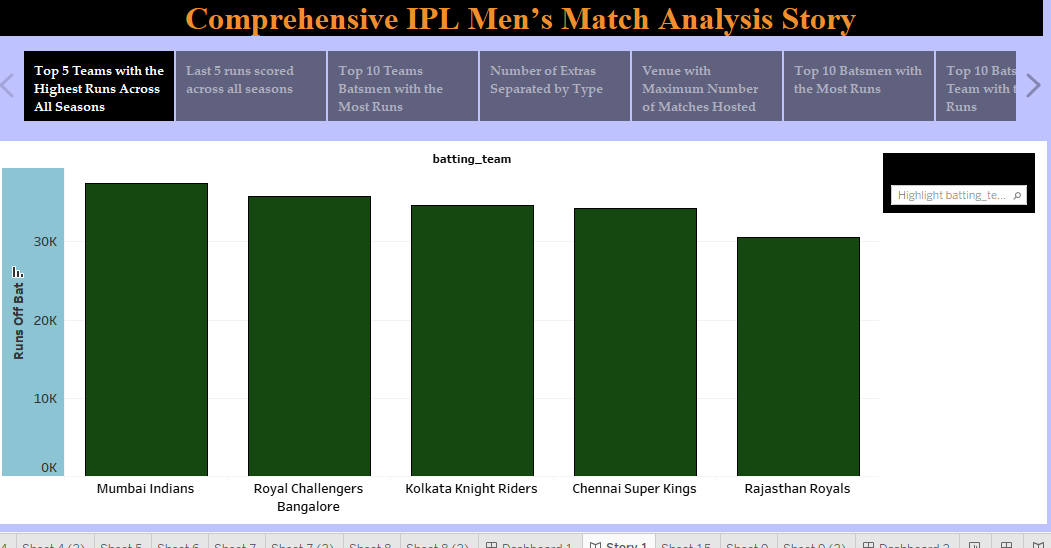 Comprehensive IPL Men’s Match Analysis Story
Top 5 Teams with the
Highest Runs Across
All Seasons
Last 5 runs scored
across all seasons
Top 10 Teams
Batsmen with the
Most Runs
Number of Extras
Separated by Type
Venue with
Maximum Number
of Matches Hosted
Top 10 Batsmen with
the Most Runs
Top 10 Bats
Team with t
Runs
batting_team
Highlight batting_te...
Runs Off Bat
30K
20K
10K
0K
Mumbai Indians
Royal Challengers
Bangalore
Kolkata Knight Riders
Chennai Super Kings
Rajasthan Royals
4 Sheet 4 (2) Sheet 5 Sheet 6 Sheet 7 Sheet 7 (2) Sheet 8 Sheet 8 (2) Dashboard 1 Story 1 Sheet 15 Sheet 9 Sheet 9 (2) Dashboard 2